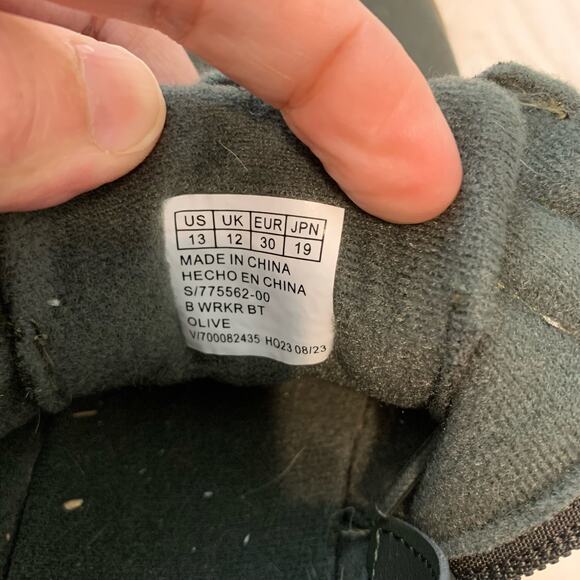 US UK EUR JPN
13 12 30 19
MADE IN CHINA
HECHO EN CHINA
S/775562-00
B WRKR BT
OLIVE
V/700082435 HO23 08/23